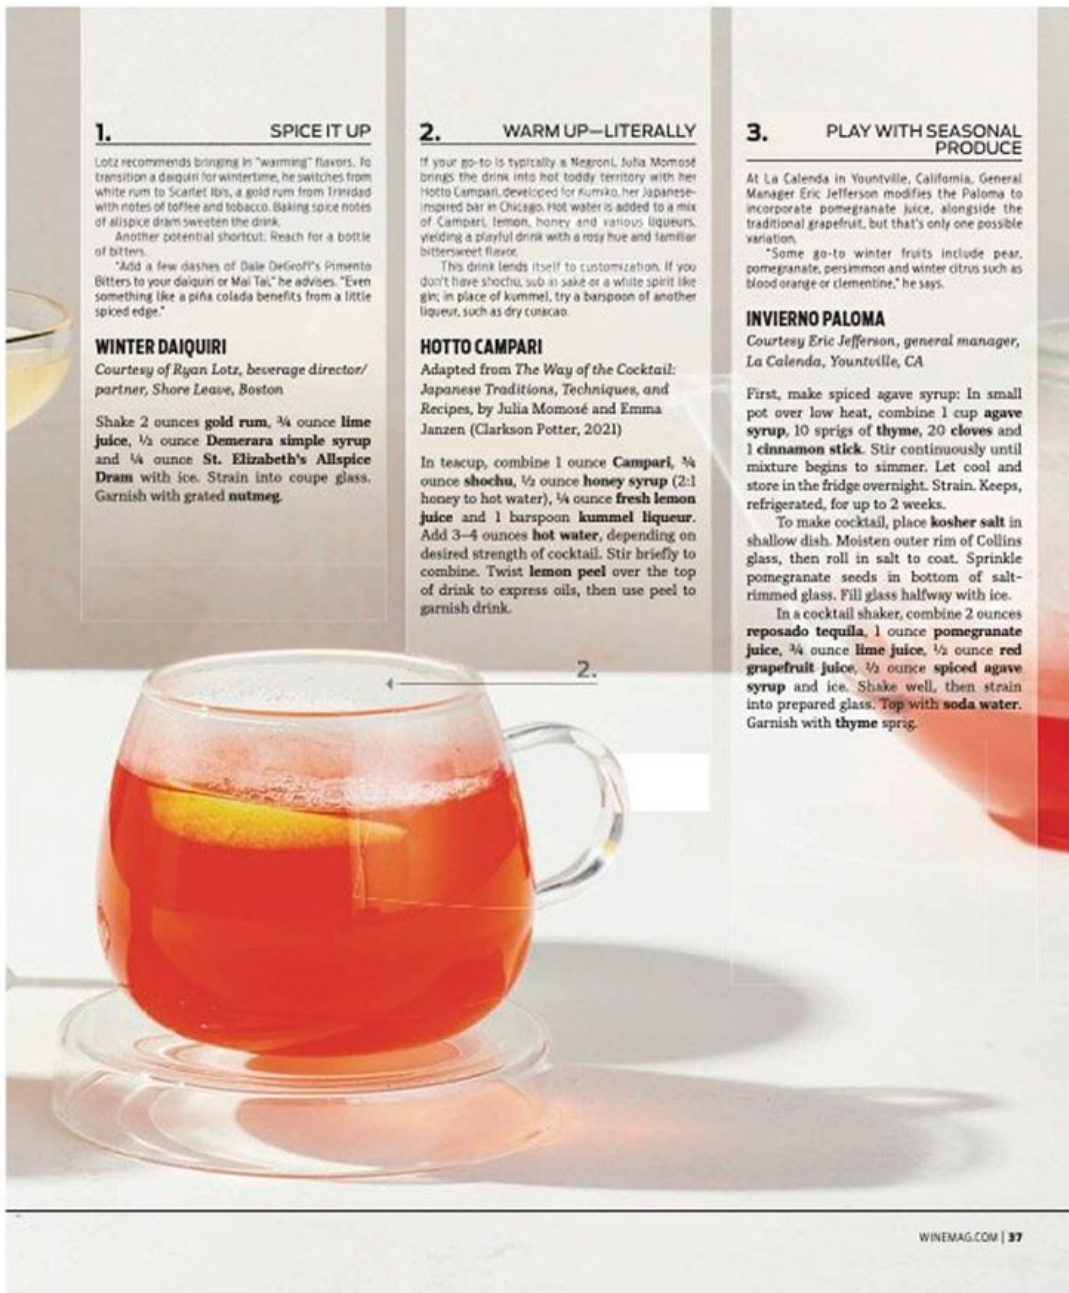 1. SPICE IT UP
Lotz recommends bringing in "warming" flavors. To
transition a daiquiri for wintertime, he switches from
white rum to Scarlet Ibis, a gold rum from Trinidad
with notes of toffee and tobacco. Baking spice notes
of allspice dram sweeten the drink.
Another potential shortcut: Reach for a bottle
of bitters.
"Add a few dashes of Dale DeGroff's Pimento
Bitters to your daiquiri or Mai Tai," he advises. "Even
something like a piña colada benefits from a little
spiced edge."
WINTER DAIQUIRI
Courtesy of Ryan Lotz, beverage director/
partner, Shore Leave, Boston
Shake 2 ounces gold rum, ¾ ounce lime
juice, ½ ounce Demerara simple syrup
and ¼ ounce St. Elizabeth's Allspice
Dram with ice. Strain into coupe glass.
Garnish with grated nutmeg.
2. WARM UP—LITERALLY
If your go-to is typically a Negroni, Julia Momosé
brings the drink into hot toddy territory with her
Hotto Campari, developed for Kumiko, her Japanese-
inspired bar in Chicago. Hot water is added to a mix
of Campari, lemon, honey and various liqueurs,
yielding a playful drink with a rosy hue and familiar
bittersweet flavor.
This drink lends itself to customization. If you
don't have shochu, sub in sake or a white spirit like
gin; in place of kummel, try a barspoon of another
liqueur, such as dry curacao.
HOTTO CAMPARI
Adapted from The Way of the Cocktail:
Japanese Traditions, Techniques, and
Recipes, by Julia Momosé and Emma
Janzen (Clarkson Potter, 2021)
In teacup, combine 1 ounce Campari, ¾
ounce shochu, ½ ounce honey syrup (2:1
honey to hot water), ¼ ounce fresh lemon
juice and 1 barspoon kummel liqueur.
Add 3–4 ounces hot water, depending on
desired strength of cocktail. Stir briefly to
combine. Twist lemon peel over the top
of drink to express oils, then use peel to
garnish drink.
3. PLAY WITH SEASONAL
PRODUCE
At La Calenda in Yountville, California, General
Manager Eric Jefferson modifies the Paloma to
incorporate pomegranate juice, alongside the
traditional grapefruit, but that's only one possible
variation.
"Some go-to winter fruits include pear,
pomegranate, persimmon and winter citrus such as
blood orange or clementine," he says.
INVIERNO PALOMA
Courtesy Eric Jefferson, general manager,
La Calenda, Yountville, CA
First, make spiced agave syrup: In small
pot over low heat, combine 1 cup agave
syrup, 10 sprigs of thyme, 20 cloves and
1 cinnamon stick. Stir continuously until
mixture begins to simmer. Let cool and
store in the fridge overnight. Strain. Keeps,
refrigerated, for up to 2 weeks.
To make cocktail, place kosher salt in
shallow dish. Moisten outer rim of Collins
glass, then roll in salt to coat. Sprinkle
pomegranate seeds in bottom of salt-
rimmed glass. Fill glass halfway with ice.
In a cocktail shaker, combine 2 ounces
reposado tequila, 1 ounce pomegranate
juice, ¾ ounce lime juice, ½ ounce red
grapefruit juice, ½ ounce spiced agave
syrup and ice. Shake well, then strain
into prepared glass. Top with soda water.
Garnish with thyme sprig.
2.
WINEMAG.COM | 37